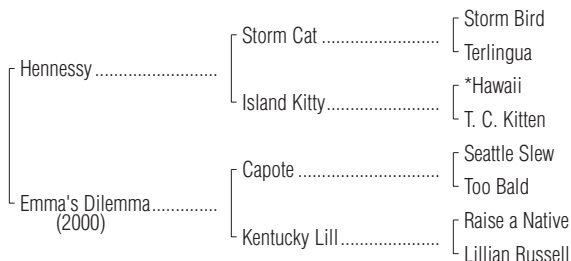 Storm Bird
Storm Cat ........................
Terlingua
Hennessy ..........................
*Hawaii
Island Kitty.......................
T. C. Kitten
Seattle Slew
Capote .............................
Too Bald
Emma's Dilemma..............
(2000)
Raise a Native
Kentucky Lill.....................
Lillian Russell